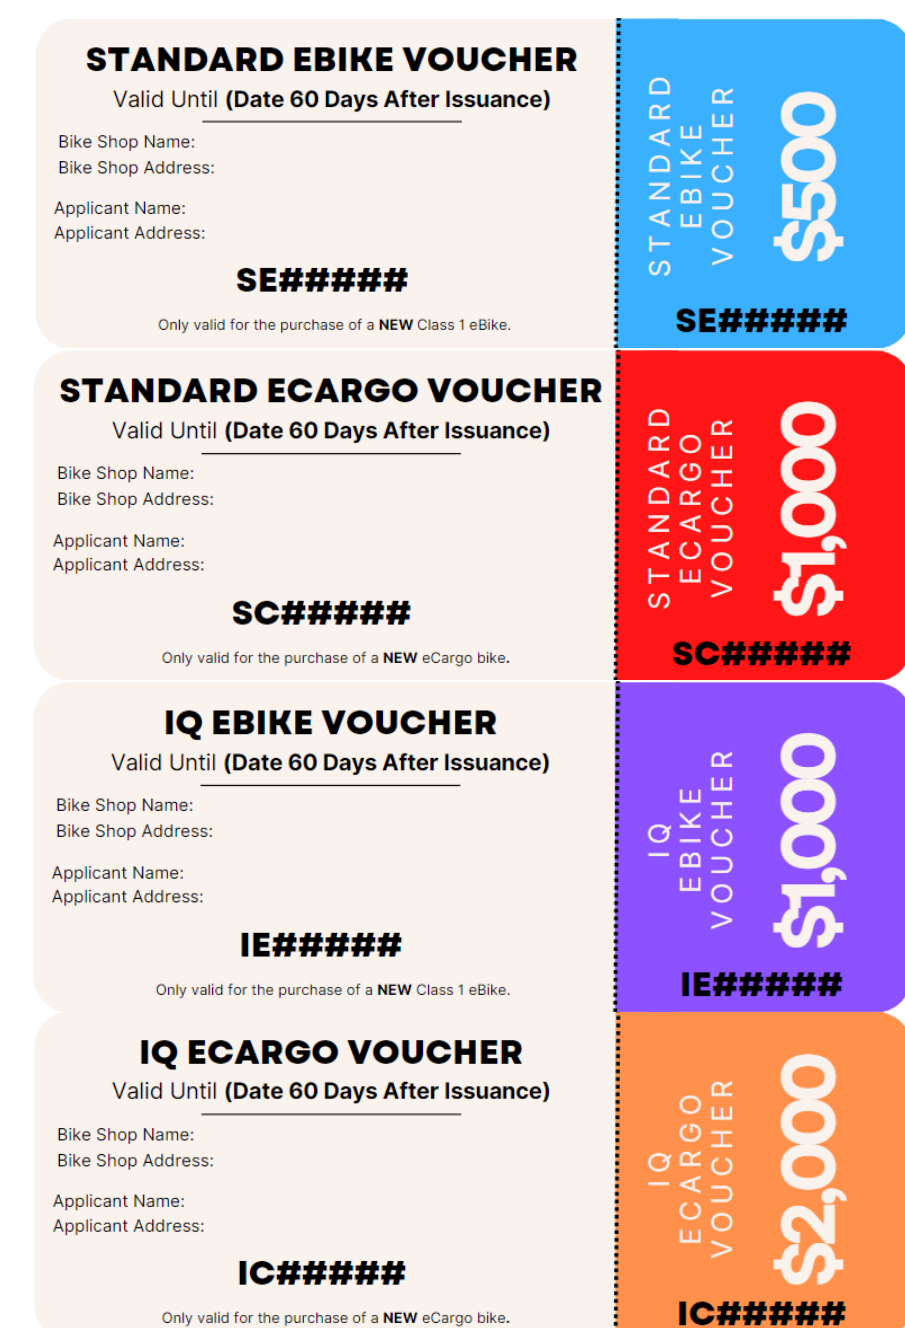 STANDARD EBIKE VOUCHER
Valid Until (Date 60 Days After Issuance)
Bike Shop Name:
Bike Shop Address:
Applicant Name:
Applicant Address:
SE#####
Only valid for the purchase of a NEW Class 1 eBike.
STANDARD
EBIKE
VOUCHER
$500
SE#####
STANDARD ECARGO VOUCHER
Valid Until (Date 60 Days After Issuance)
Bike Shop Name:
Bike Shop Address:
Applicant Name:
Applicant Address:
SC#####
Only valid for the purchase of a NEW eCargo bike.
STANDARD
ECARGO
VOUCHER
$1,000
SC#####
IQ EBIKE VOUCHER
Valid Until (Date 60 Days After Issuance)
Bike Shop Name:
Bike Shop Address:
Applicant Name:
Applicant Address:
IE#####
Only valid for the purchase of a NEW Class 1 eBike.
IQ
EBIKE
VOUCHER
$1,000
IE#####
IQ ECARGO VOUCHER
Valid Until (Date 60 Days After Issuance)
Bike Shop Name:
Bike Shop Address:
Applicant Name:
Applicant Address:
IC#####
Only valid for the purchase of a NEW eCargo bike.
IQ
ECARGO
VOUCHER
$2,000
IC#####